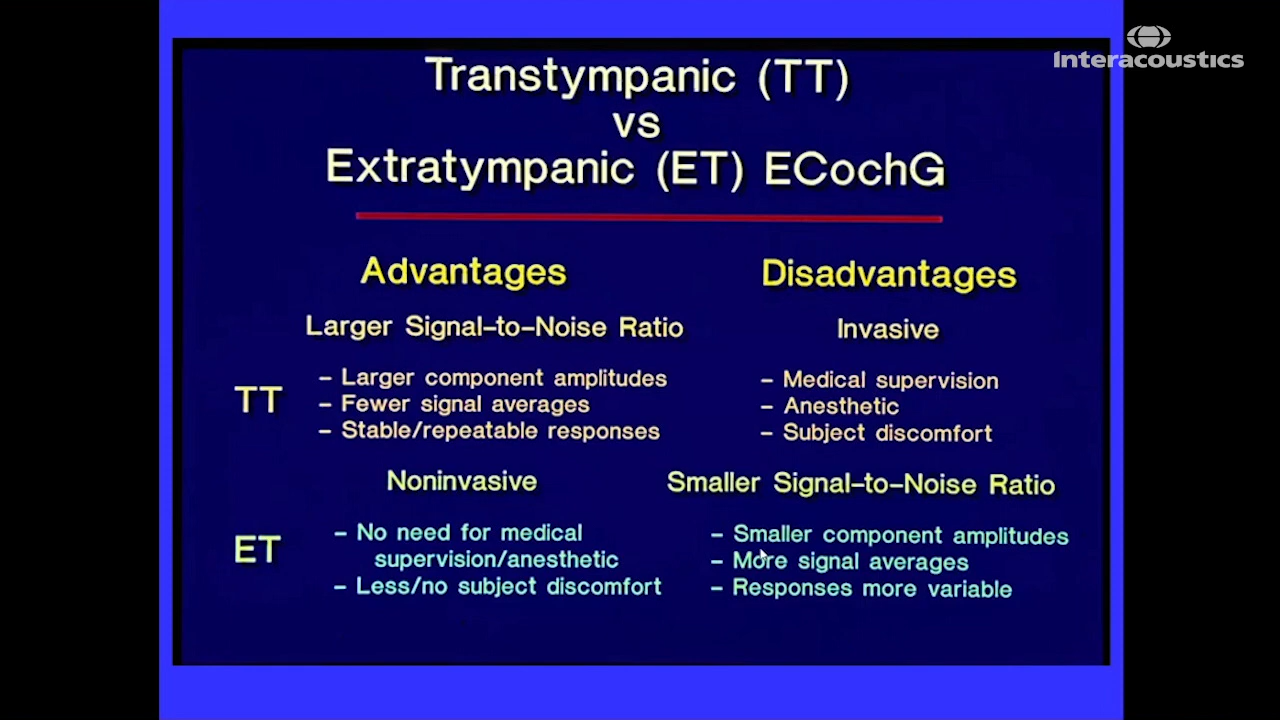 Interacoustics
Transtympanic (TT)
vs
Extratympanic (ET) ECochG
Advantages
Disadvantages
Larger Signal-to-Noise Ratio
Invasive
TT
- Larger component amplitudes
- Fewer signal averages
- Stable/repeatable responses
- Medical supervision
- Anesthetic
- Subject discomfort
Noninvasive
Smaller Signal-to-Noise Ratio
ET
- No need for medical
supervision/anesthetic
- Less/no subject discomfort
- Smaller component amplitudes
- More signal averages
- Responses more variable